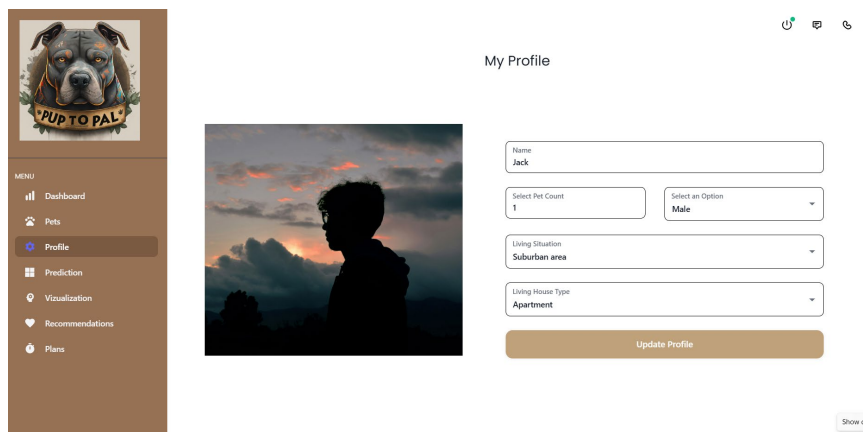 PUP TO PAL
MENU
Dashboard
Pets
Profile
Prediction
Vizualization
Recommendations
Plans
My Profile
Name
Jack
Select Pet Count
1
Select an Option
Male
Living Situation
Suburban area
Living House Type
Apartment
Update Profile
Show